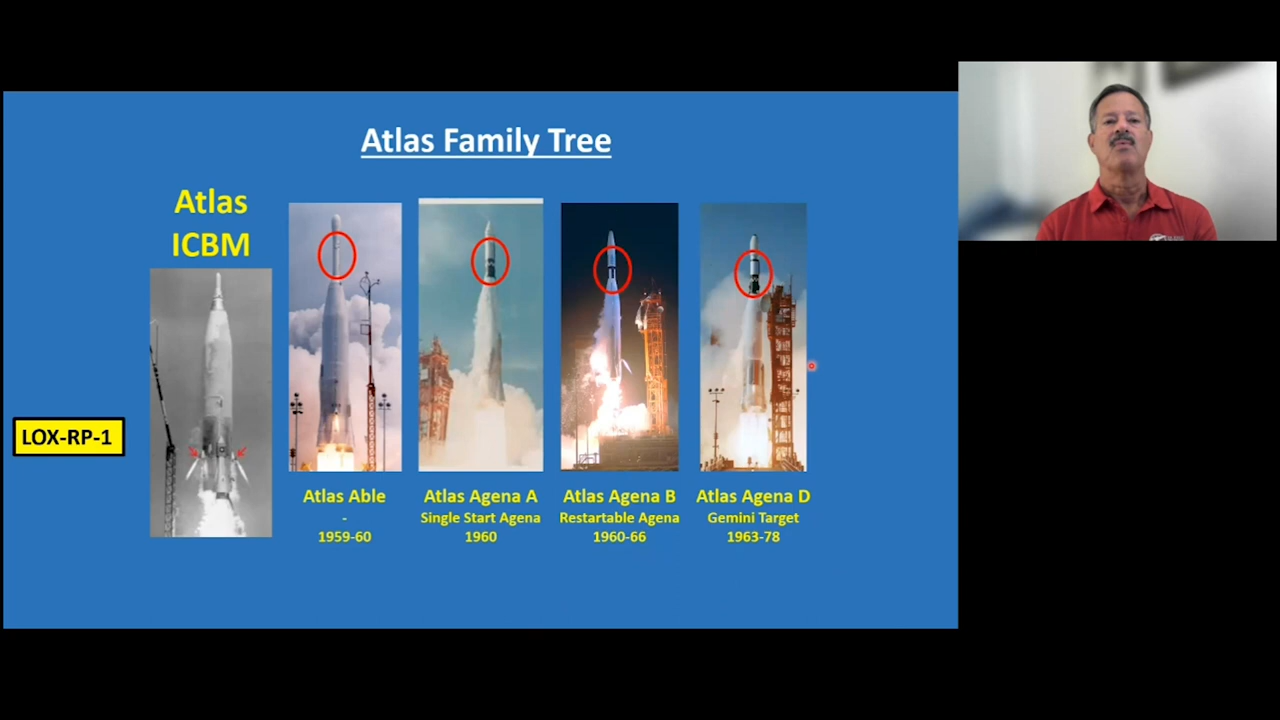 Atlas Family Tree
Atlas
ICBM
LOX-RP-1
Atlas Able
-
1959-60
Atlas Agena A
Single Start Agena
1960
Atlas Agena B
Restartable Agena
1960-66
Atlas Agena D
Gemini Target
1963-78